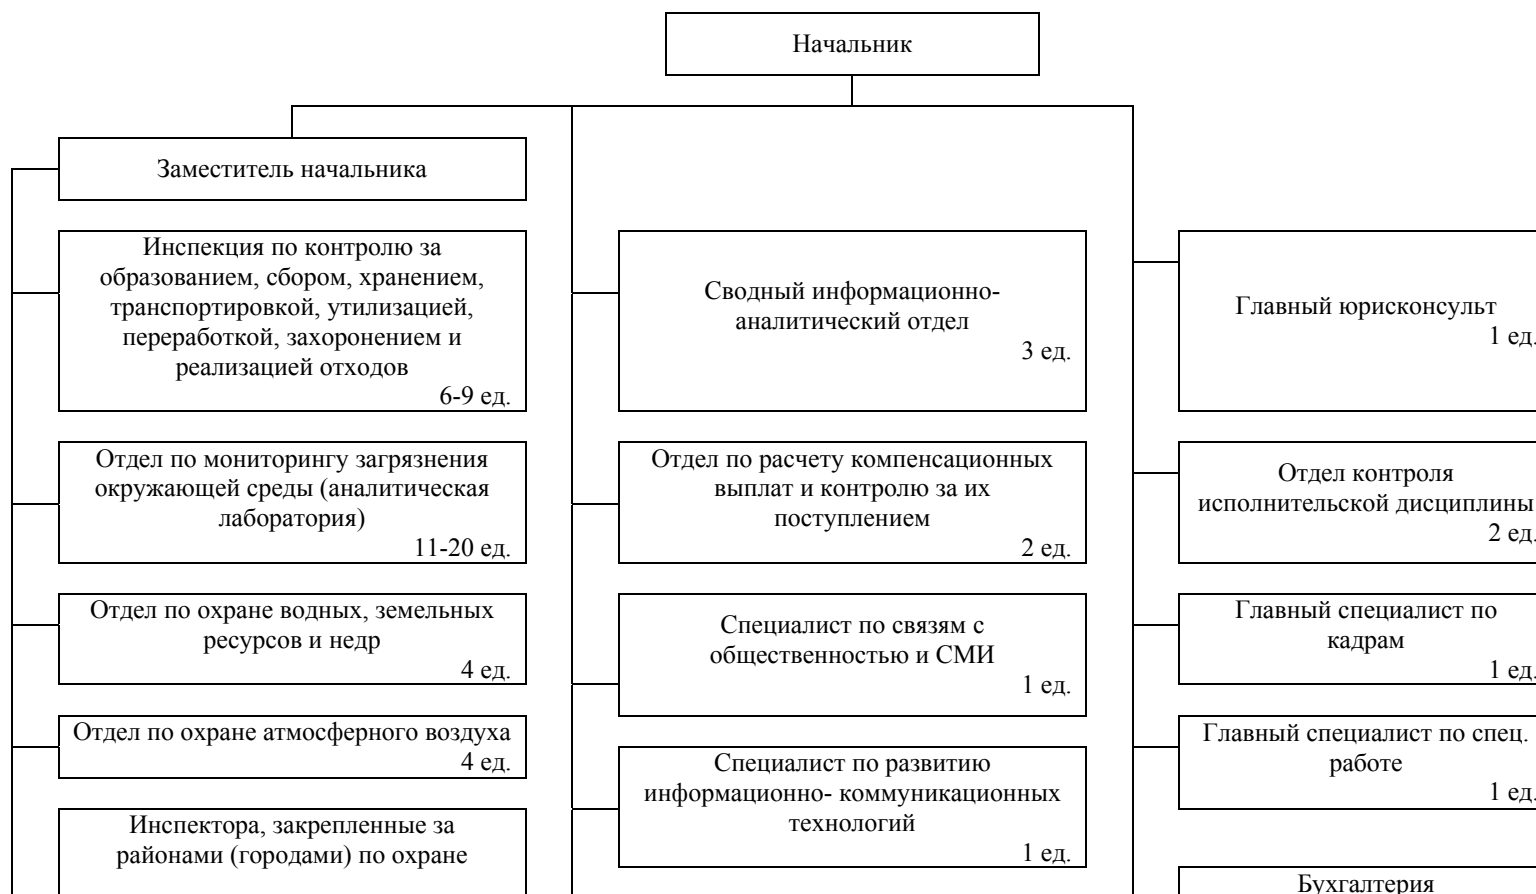 Начальник
Заместитель начальника
Инспекция по контролю за
образованием, сбором, хранением,
транспортировкой, утилизацией,
переработкой, захоронением и
реализацией отходов
6-9 ед.
Отдел по мониторингу загрязнения
окружающей среды (аналитическая
лаборатория)
11-20 ед.
Отдел по охране водных, земельных
ресурсов и недр
4 ед.
Отдел по охране атмосферного воздуха
4 ед.
Инспектора, закрепленные за
районами (городами) по охране
Сводный информационно-
аналитический отдел
3 ед.
Отдел по расчету компенсационных
выплат и контролю за их
поступлением
2 ед.
Специалист по связям с
общественностью и СМИ
1 ед.
Специалист по развитию
информационно- коммуникационных
технологий
1 ед.
Главный юрисконсульт
1 ед.
Отдел контроля
исполнительской дисциплины
2 ед.
Главный специалист по
кадрам
1 ед.
Главный специалист по спец.
работе
1 ед.
Бухгалтерия